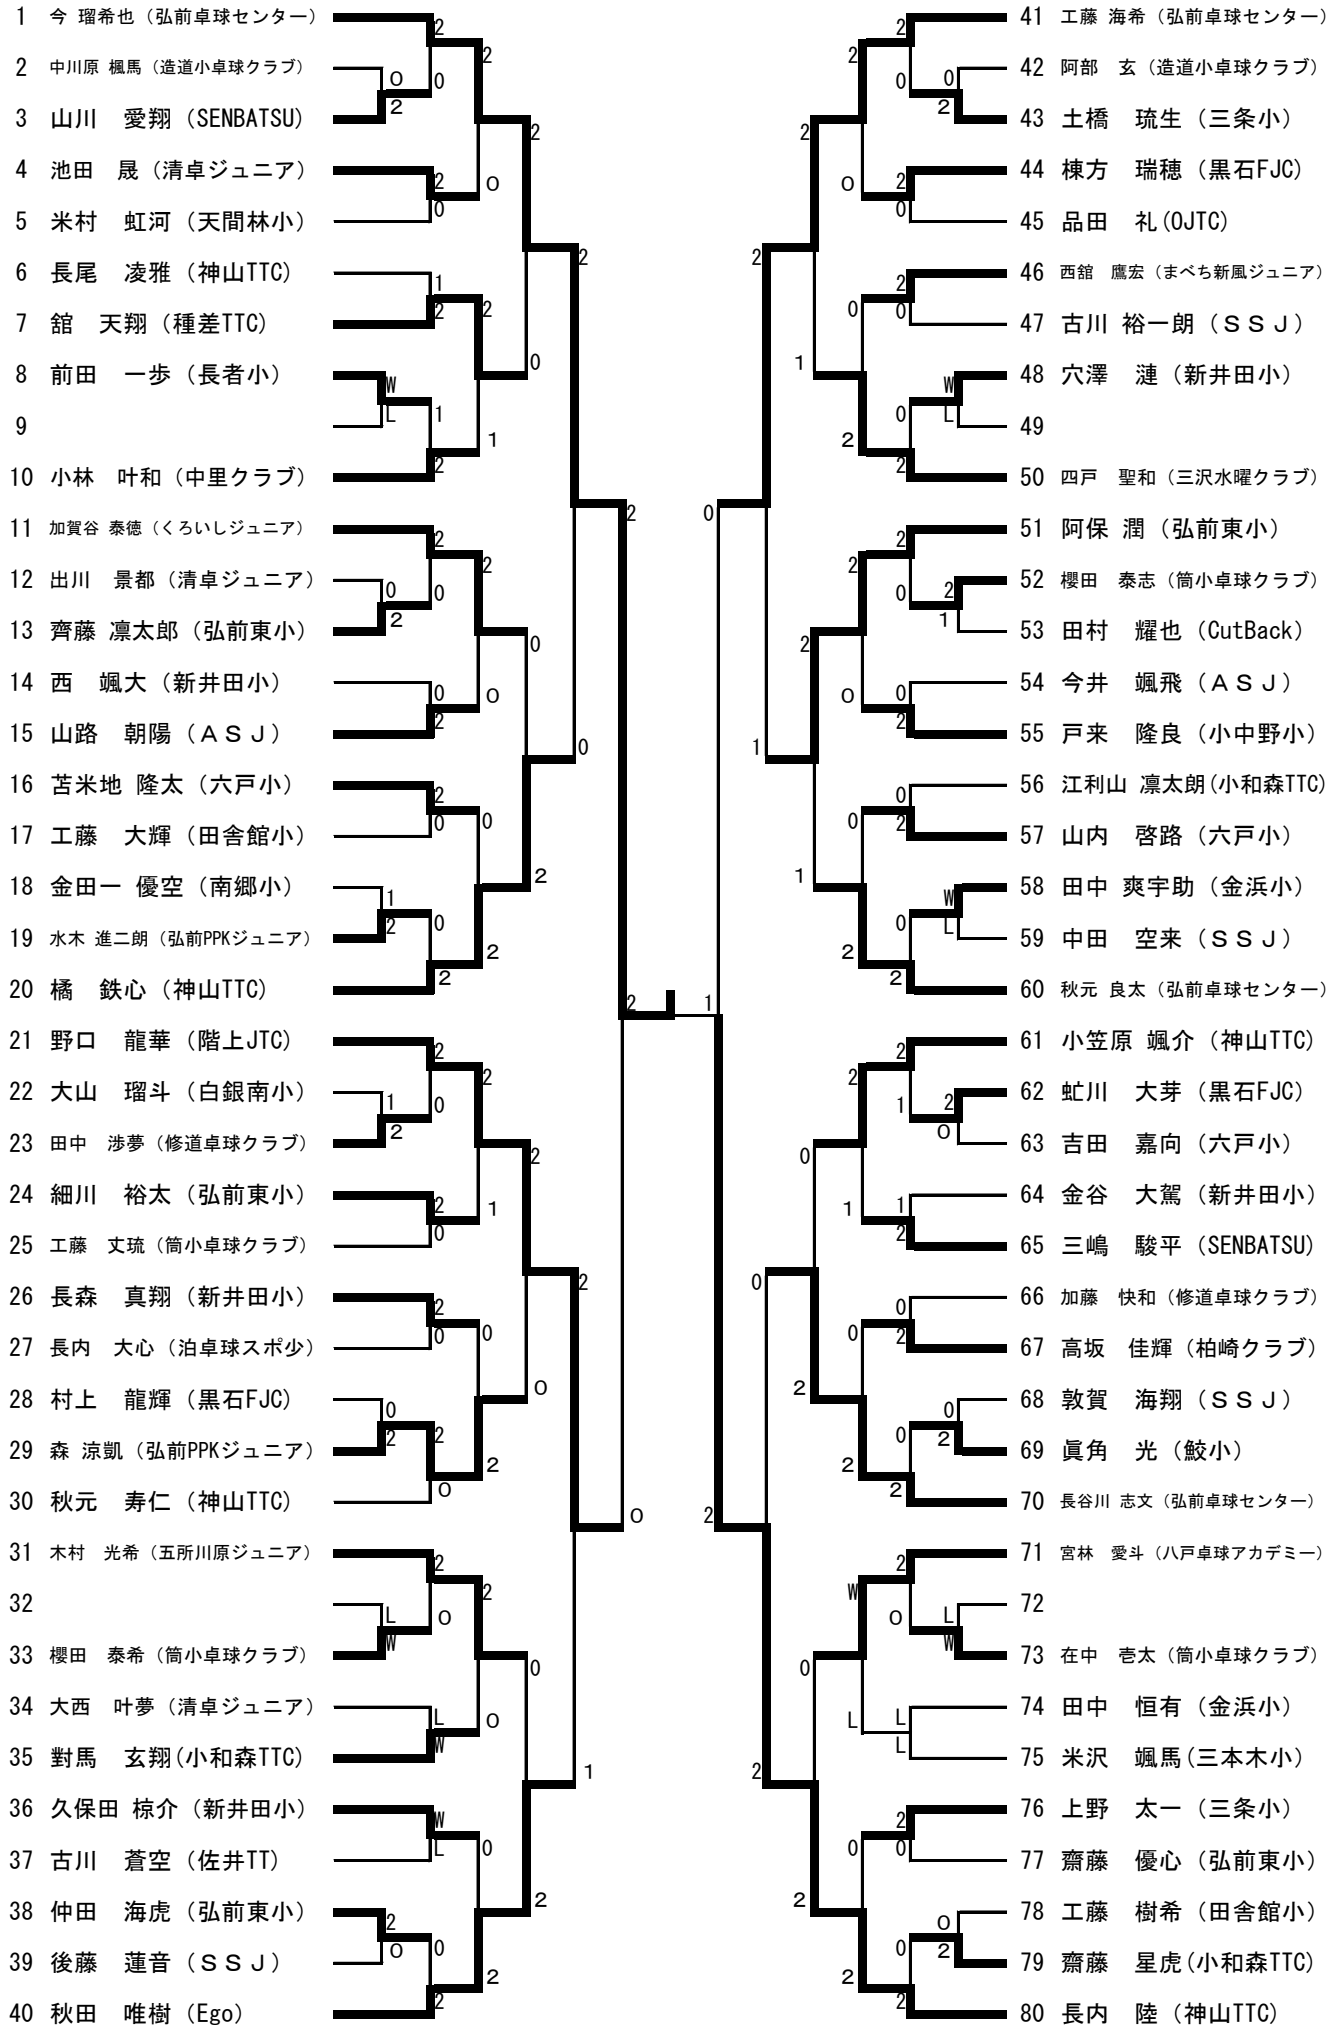 1 今 瑠希也（弘前卓球センター）
2 中川原 楓馬（造道小卓球クラブ）
3 山川　愛翔（SENBATSU）
4 池田　晟（清卓ジュニア）
5 米村　虹河（天間林小）
6 長尾　凌雅（神山TTC）
7 舘　天翔（種差TTC）
8 前田　一歩（長者小）
9
10 小林　叶和（中里クラブ）
11 加賀谷 泰徳（くろいしジュニア）
12 出川　景都（清卓ジュニア）
13 齊藤 凛太郎（弘前東小）
14 西　颯大（新井田小）
15 山路　朝陽（ＡＳＪ）
16 苫米地 隆太（六戸小）
17 工藤　大輝（田舎館小）
18 金田一 優空（南郷小）
19 水木 進二朗（弘前PPKジュニア）
20 橘　鉄心（神山TTC）
21 野口　龍華（階上JTC）
22 大山　瑠斗（白銀南小）
23 田中　渉夢（修道卓球クラブ）
24 細川　裕太（弘前東小）
25 工藤　丈琉（筒小卓球クラブ）
26 長森　真翔（新井田小）
27 長内　大心（泊卓球スポ少）
28 村上　龍輝（黒石FJC）
29 森 涼凱（弘前PPKジュニア）
30 秋元　寿仁（神山TTC）
31 木村　光希（五所川原ジュニア）
32
33 櫻田　泰希（筒小卓球クラブ）
34 大西　叶夢（清卓ジュニア）
35 對馬　玄翔(小和森TTC)
36 久保田 椋介（新井田小）
37 古川　蒼空（佐井TT）
38 仲田　海虎（弘前東小）
39 後藤　蓮音（ＳＳＪ）
40 秋田　唯樹（Ego）
41 工藤 海希（弘前卓球センター）
42 阿部　玄（造道小卓球クラブ）
43 土橋　琉生（三条小）
44 棟方　瑞穂（黒石FJC）
45 品田　礼(OJTC)
46 西舘　鷹宏（まべち新風ジュニア）
47 古川 裕一朗（ＳＳＪ）
48 穴澤　漣（新井田小）
49
50 四戸　聖和（三沢水曜クラブ）
51 阿保 潤（弘前東小）
52 櫻田　泰志（筒小卓球クラブ）
53 田村　耀也（CutBack）
54 今井　颯飛（ＡＳＪ）
55 戸来　隆良（小中野小）
56 江利山 凛太朗(小和森TTC)
57 山内　啓路（六戸小）
58 田中 爽宇助（金浜小）
59 中田　空来（ＳＳＪ）
60 秋元 良太（弘前卓球センター）
61 小笠原 颯介（神山TTC）
62 虻川　大芽（黒石FJC）
63 吉田　嘉向（六戸小）
64 金谷　大駕（新井田小）
65 三嶋　駿平（SENBATSU）
66 加藤　快和（修道卓球クラブ）
67 高坂　佳輝（柏崎クラブ）
68 敦賀　海翔（ＳＳＪ）
69 眞角　光（鮫小）
70 長谷川 志文（弘前卓球センター）
71 宮林　愛斗（八戸卓球アカデミー）
72
73 在中　壱太（筒小卓球クラブ）
74 田中　恒有（金浜小）
75 米沢　颯馬(三本木小)
76 上野　太一（三条小）
77 齋藤　優心（弘前東小）
78 工藤　樹希（田舎館小）
79 齋藤　星虎(小和森TTC)
80 長内　陸（神山TTC）